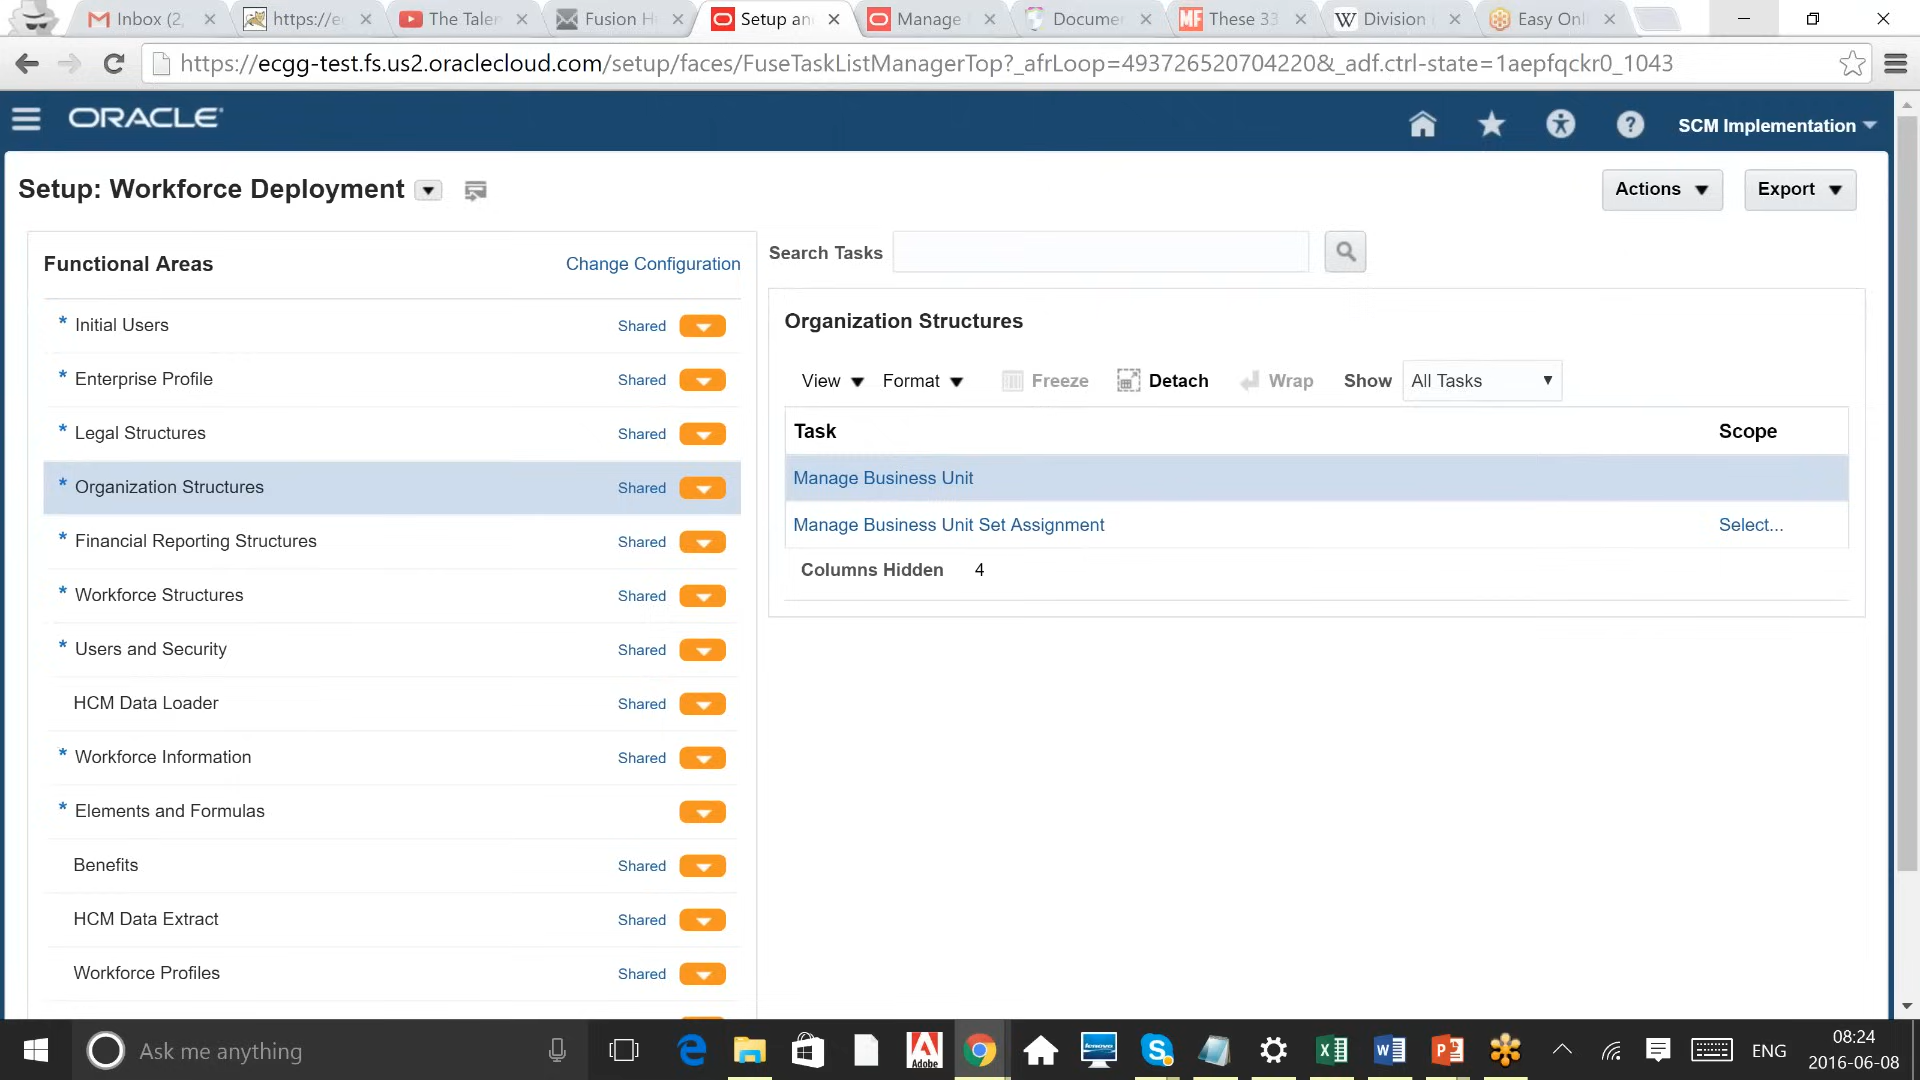 Inbox (2,
https://e
The Talen
Fusion H
Setup an
Manage
Docume
These 33
Division
Easy Onl
https://ecgg-test.fs.us2.oraclecloud.com/setup/faces/FuseTaskListManagerTop?_afrLoop=493726520704220&_adf.ctrl-state=1aepfqckr0_1043
ORACLE
SCM Implementation
Setup: Workforce Deployment
Actions
Export
Functional Areas
Change Configuration
Search Tasks
* Initial Users Shared
* Enterprise Profile Shared
* Legal Structures Shared
* Organization Structures Shared
* Financial Reporting Structures Shared
* Workforce Structures Shared
* Users and Security Shared
HCM Data Loader Shared
* Workforce Information Shared
* Elements and Formulas
Benefits Shared
HCM Data Extract Shared
Workforce Profiles Shared
Organization Structures
View Format Freeze Detach Wrap Show All Tasks
Task Scope
Manage Business Unit
Manage Business Unit Set Assignment Select...
Columns Hidden 4
Ask me anything
Adobe
lenovo
ENG
08:24
2016-06-08